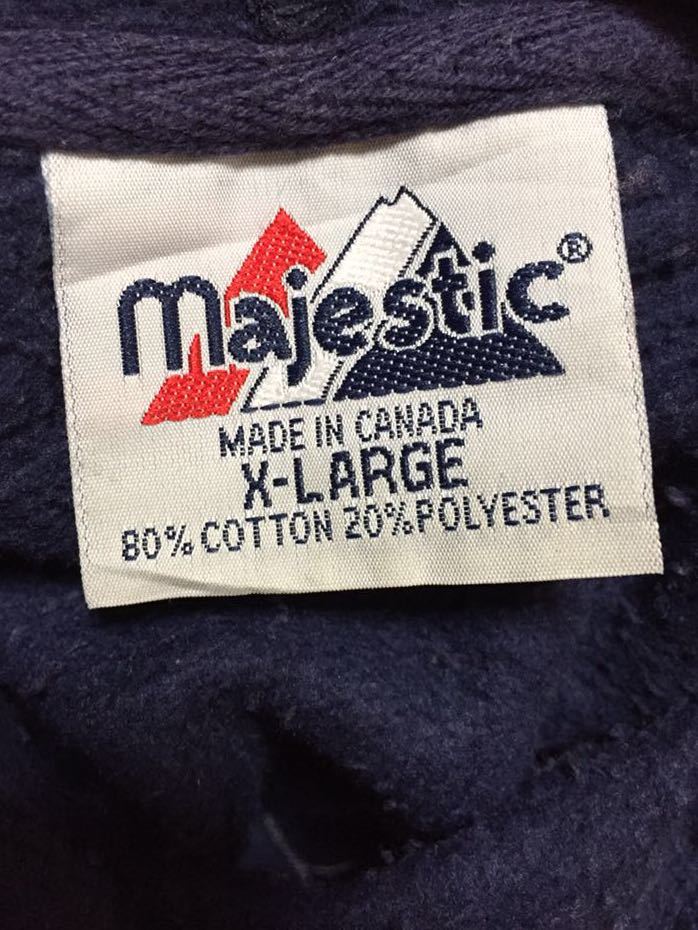 majestic®
MADE IN CANADA
X-LARGE
80% COTTON 20% POLYESTER